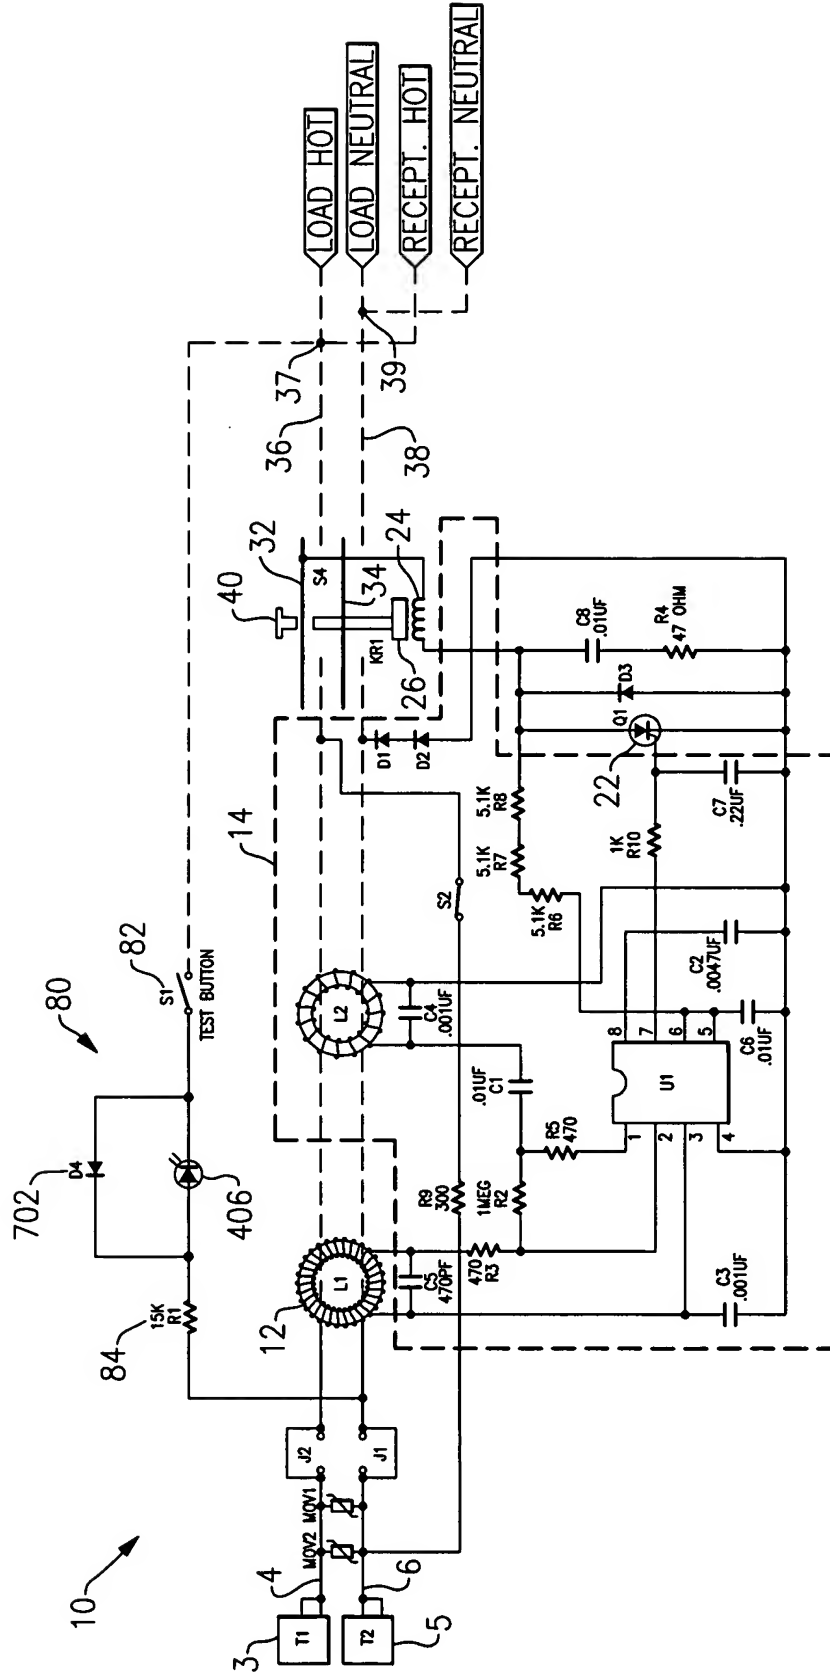 10
3
T1
4
5
T2
6
MOV2
MOV1
J2
J1
84
15K
R1
702
D4
406
80
82
S1
TEST BUTTON
12
L1
L2
14
C5
470PF
C4
.001UF
R9
300
S2
470
R3
1MEG
R2
.01UF
C1
R5
470
C3
.001UF
1
2
3
4
U1
8
7
6
5
C6
.01UF
C2
.0047UF
5.1K
R6
5.1K
R7
5.1K
R8
1K
R10
C7
.22UF
22
Q1
D3
C8
.01UF
R4
47 OHM
D1
D2
KR1
26
24
34
S4
32
40
36
38
37
39
LOAD HOT
LOAD NEUTRAL
RECEPT. HOT
RECEPT. NEUTRAL